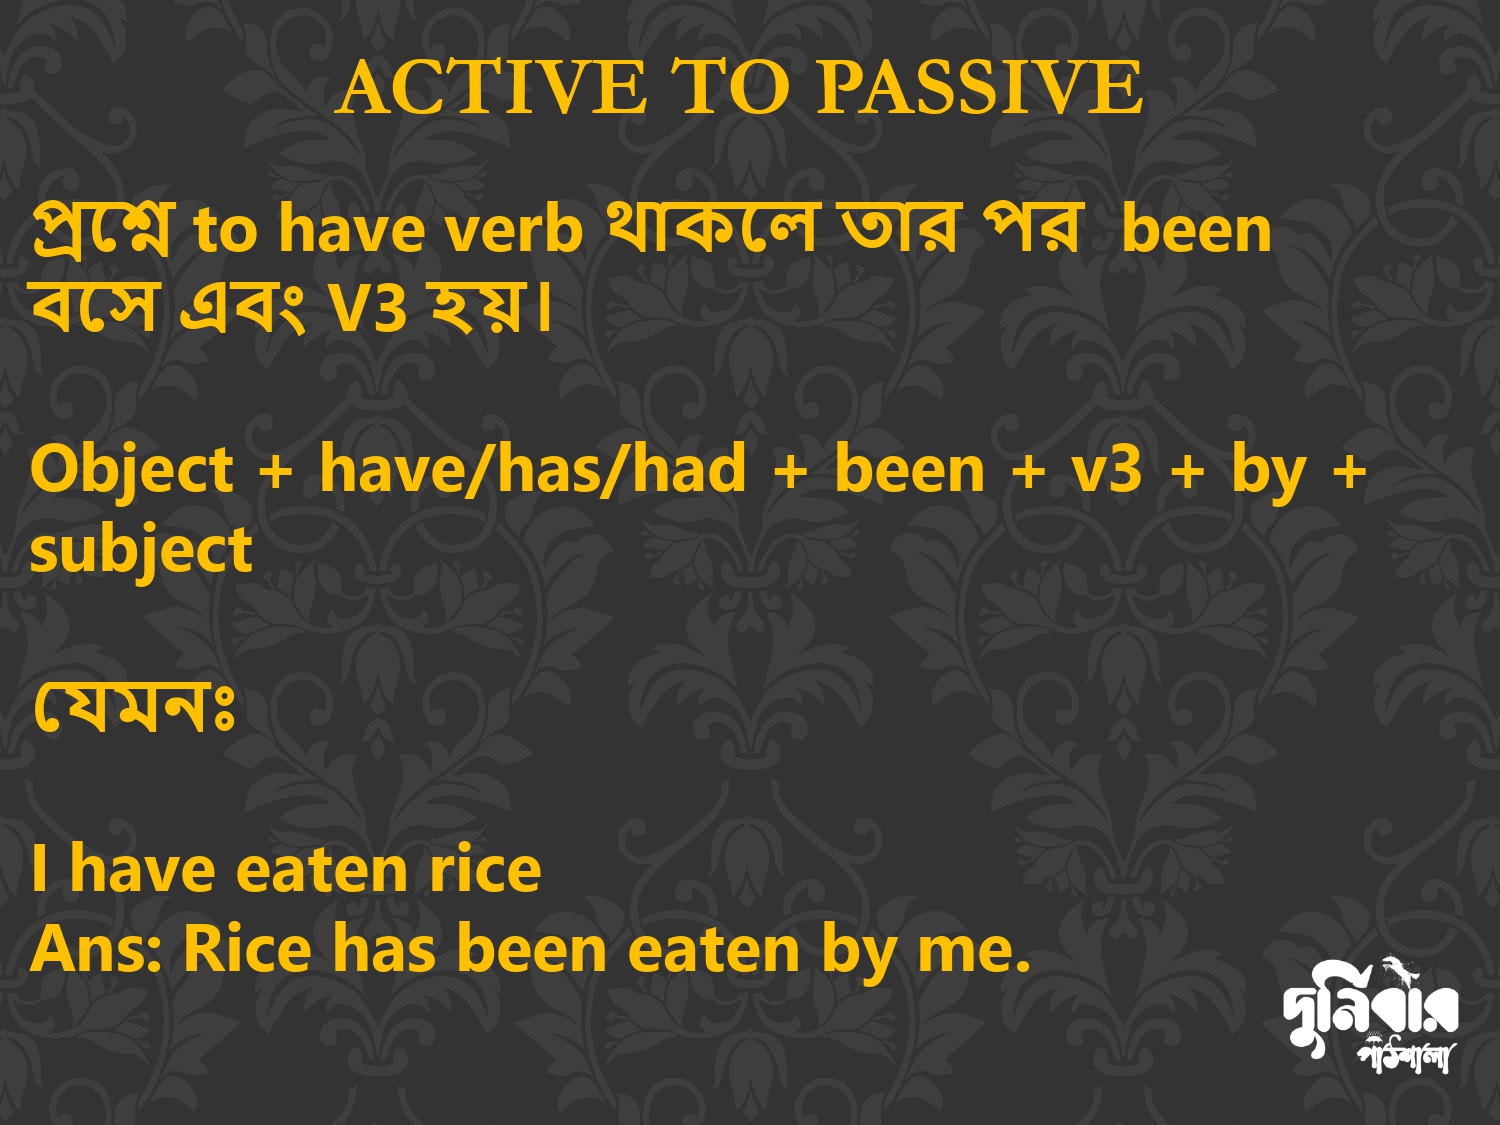 ACTIVE TO PASSIVE
প্রশ্নে to have verb থাকলে তার পর been
বসে এবং V3 হয়।
Object + have/has/had + been + v3 + by +
subject
যেমনঃ
I have eaten rice
Ans: Rice has been eaten by me.
দুর্নিবার
পাঠশালা